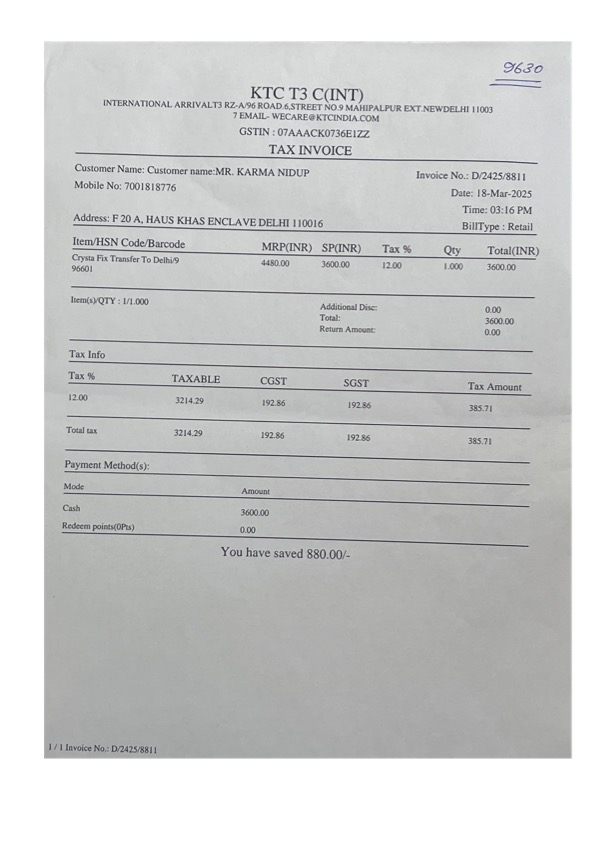 9630
KTC T3 C(INT)
INTERNATIONAL ARRIVALT3 RZ-A/96 ROAD.6,STREET NO.9 MAHIPALPUR EXT.NEWDELHI 11003
7 EMAIL- WECARE@KTCINDIA.COM
GSTIN : 07AAACK0736E1ZZ
TAX INVOICE
Customer Name: Customer name:MR. KARMA NIDUP Invoice No.: D/2425/8811
Mobile No: 7001818776 Date: 18-Mar-2025
Time: 03:16 PM
Address: F 20 A, HAUS KHAS ENCLAVE DELHI 110016 BillType : Retail
Item/HSN Code/Barcode MRP(INR) SP(INR) Tax % Qty Total(INR)
Crysta Fix Transfer To Delhi/9 4480.00 3600.00 12.00 1.000 3600.00
96601
Item(s)/QTY : 1/1.000 Additional Disc: 0.00
Total: 3600.00
Return Amount: 0.00
Tax Info
Tax % TAXABLE CGST SGST Tax Amount
12.00 3214.29 192.86 192.86 385.71
Total tax 3214.29 192.86 192.86 385.71
Payment Method(s):
Mode Amount
Cash 3600.00
Redeem points(0Pts) 0.00
You have saved 880.00/-
1 / 1 Invoice No.: D/2425/8811